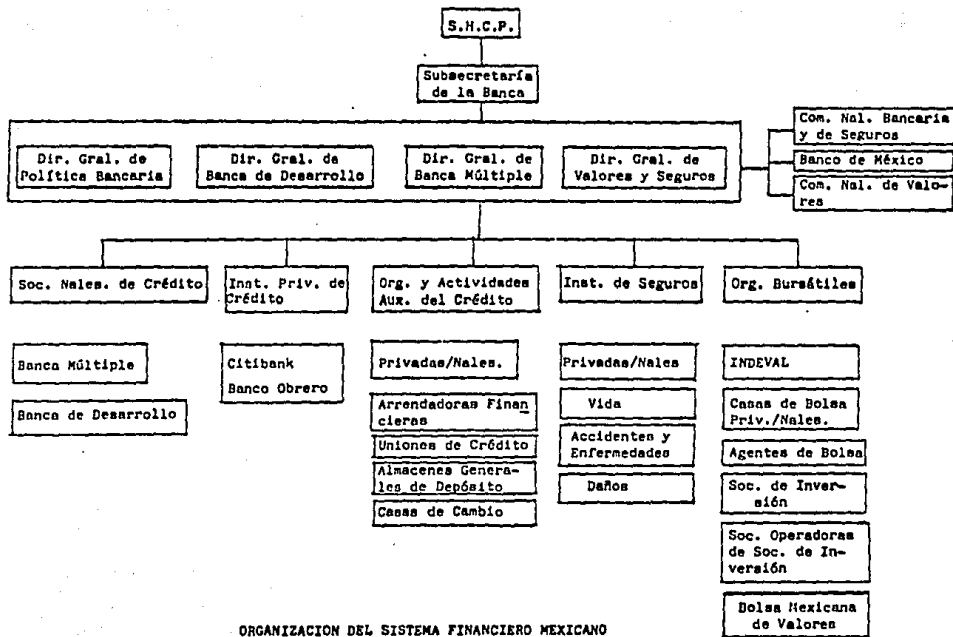 S.H.C.P.
Subsecretaría
de la Banca
Dir. Gral. de
Política Bancaria
Dir. Gral. de
Banca de Desarrollo
Dir. Gral. de
Banca Múltiple
Dir. Gral. de
Valores y Seguros
Com. Nal. Bancaria
y de Seguros
Banco de México
Com. Nal. de Valo-
res
Soc. Nales. de Crédito
Inst. Priv. de
Crédito
Org. y Actividades
Aux. del Crédito
Inst. de Seguros
Org. Bursátiles
Banca Múltiple
Banca de Desarrollo
Citibank
Banco Obrero
Privadas/Nales.
Arrendadoras Finan
cieras
Uniones de Crédito
Almacenes Genera-
les de Depósito
Casas de Cambio
Privadas/Nales
Vida
Accidentes y
Enfermedades
Daños
INDEVAL
Casas de Bolsa
Priv./Nales.
Agentes de Bolsa
Soc. de Inver-
sión
Soc. Operadoras
de Soc. de In-
versión
Bolsa Mexicana
de Valores
ORGANIZACION DEL SISTEMA FINANCIERO MEXICANO